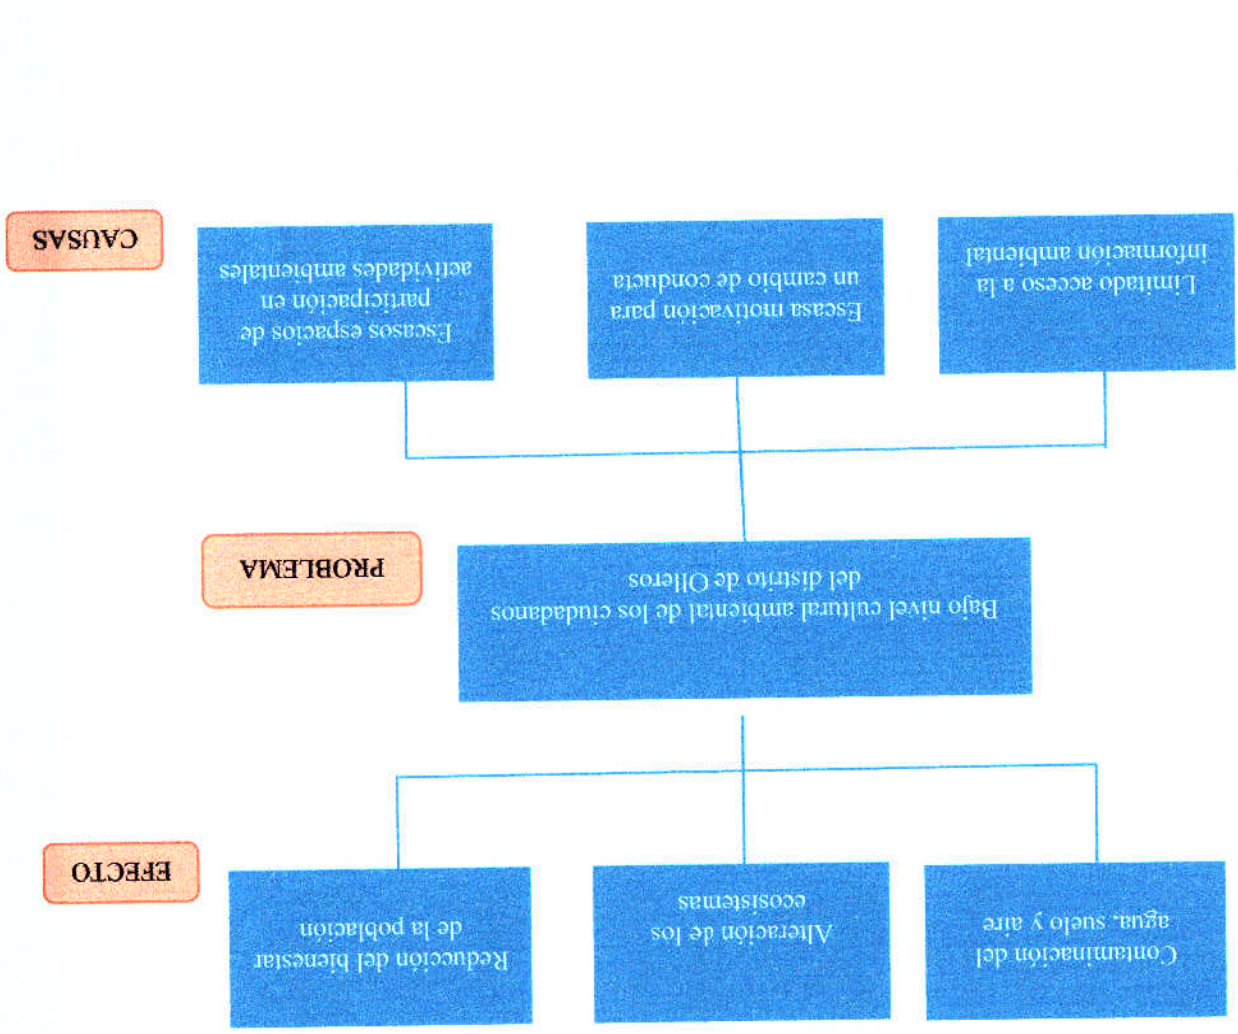 Contaminación del
agua, suelo y aire
Alteración de los
ecosistemas
Reducción del bienestar
de la población
EFECTO
Bajo nivel cultural ambiental de los ciudadanos
del distrito de Olleros
PROBLEMA
Limitado acceso a la
información ambiental
Escasa motivación para
un cambio de conducta
Escasos espacios de
participación en
actividades ambientales
CAUSAS